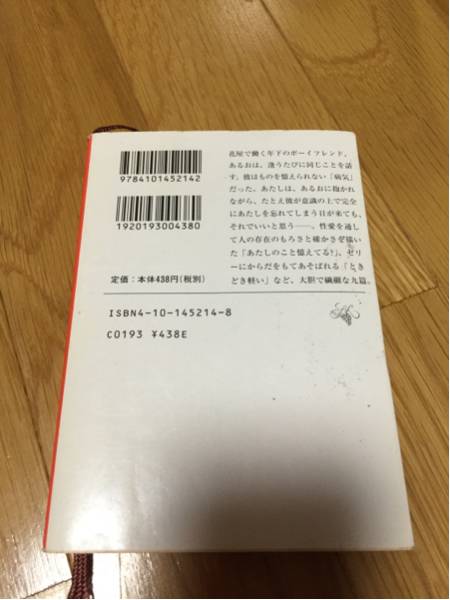 9784101452142
1920193004380
定価：本体438円(税別)
花屋で働く年下のボーイフレンド、
あるおは、逢うたびに同じことを話
す。彼はものを憶えられない「病気」
だった。あたしは、あるおに抱かれ
ながら、たとえ彼が意識の上で完全
にあたしを忘れてしまう日が来ても、
それでいいと思う――。性愛を通し
て人の存在のもろさと確かさを描い
た「あたしのこと憶えてる?」、ゼリ
ーにからだをもてあそばれる「とき
どき軽い」など、大胆で繊細な九篇。
ISBN4-10-145214-8
C0193 ¥438E